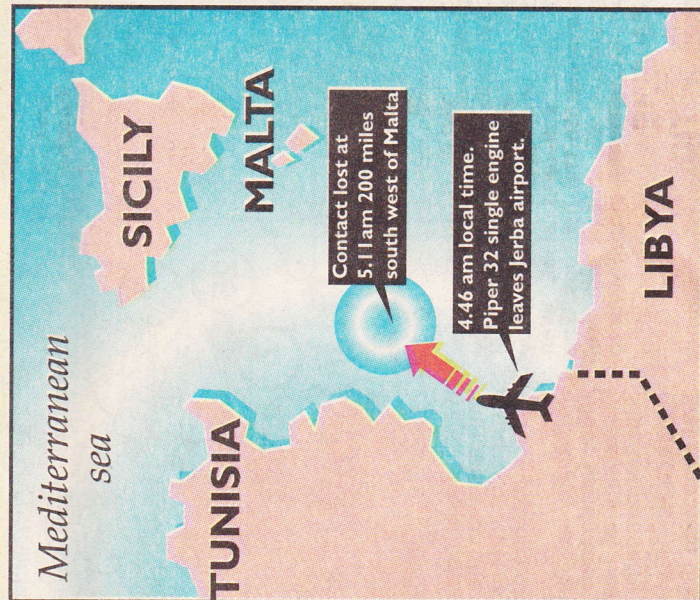 Mediterranean
sea
SICILY
MALTA
Contact lost at
5.11am 200 miles
south west of Malta
4.46 am local time.
Piper 32 single engine
leaves Jerba airport.
TUNISIA
LIBYA